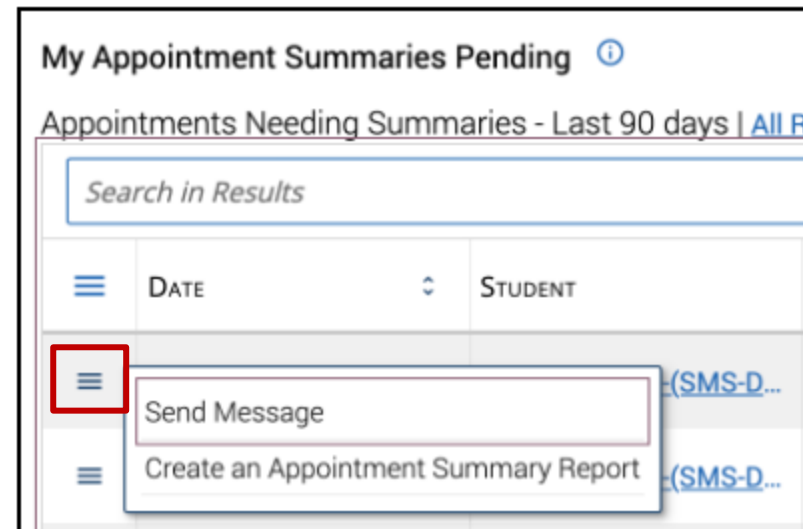 My Appointment Summaries Pending
Appointments Needing Summaries - Last 90 days | All
Search in Results
DATE STUDENT
-(SMS-D...
Send Message
Create an Appointment Summary Report
-(SMS-D...